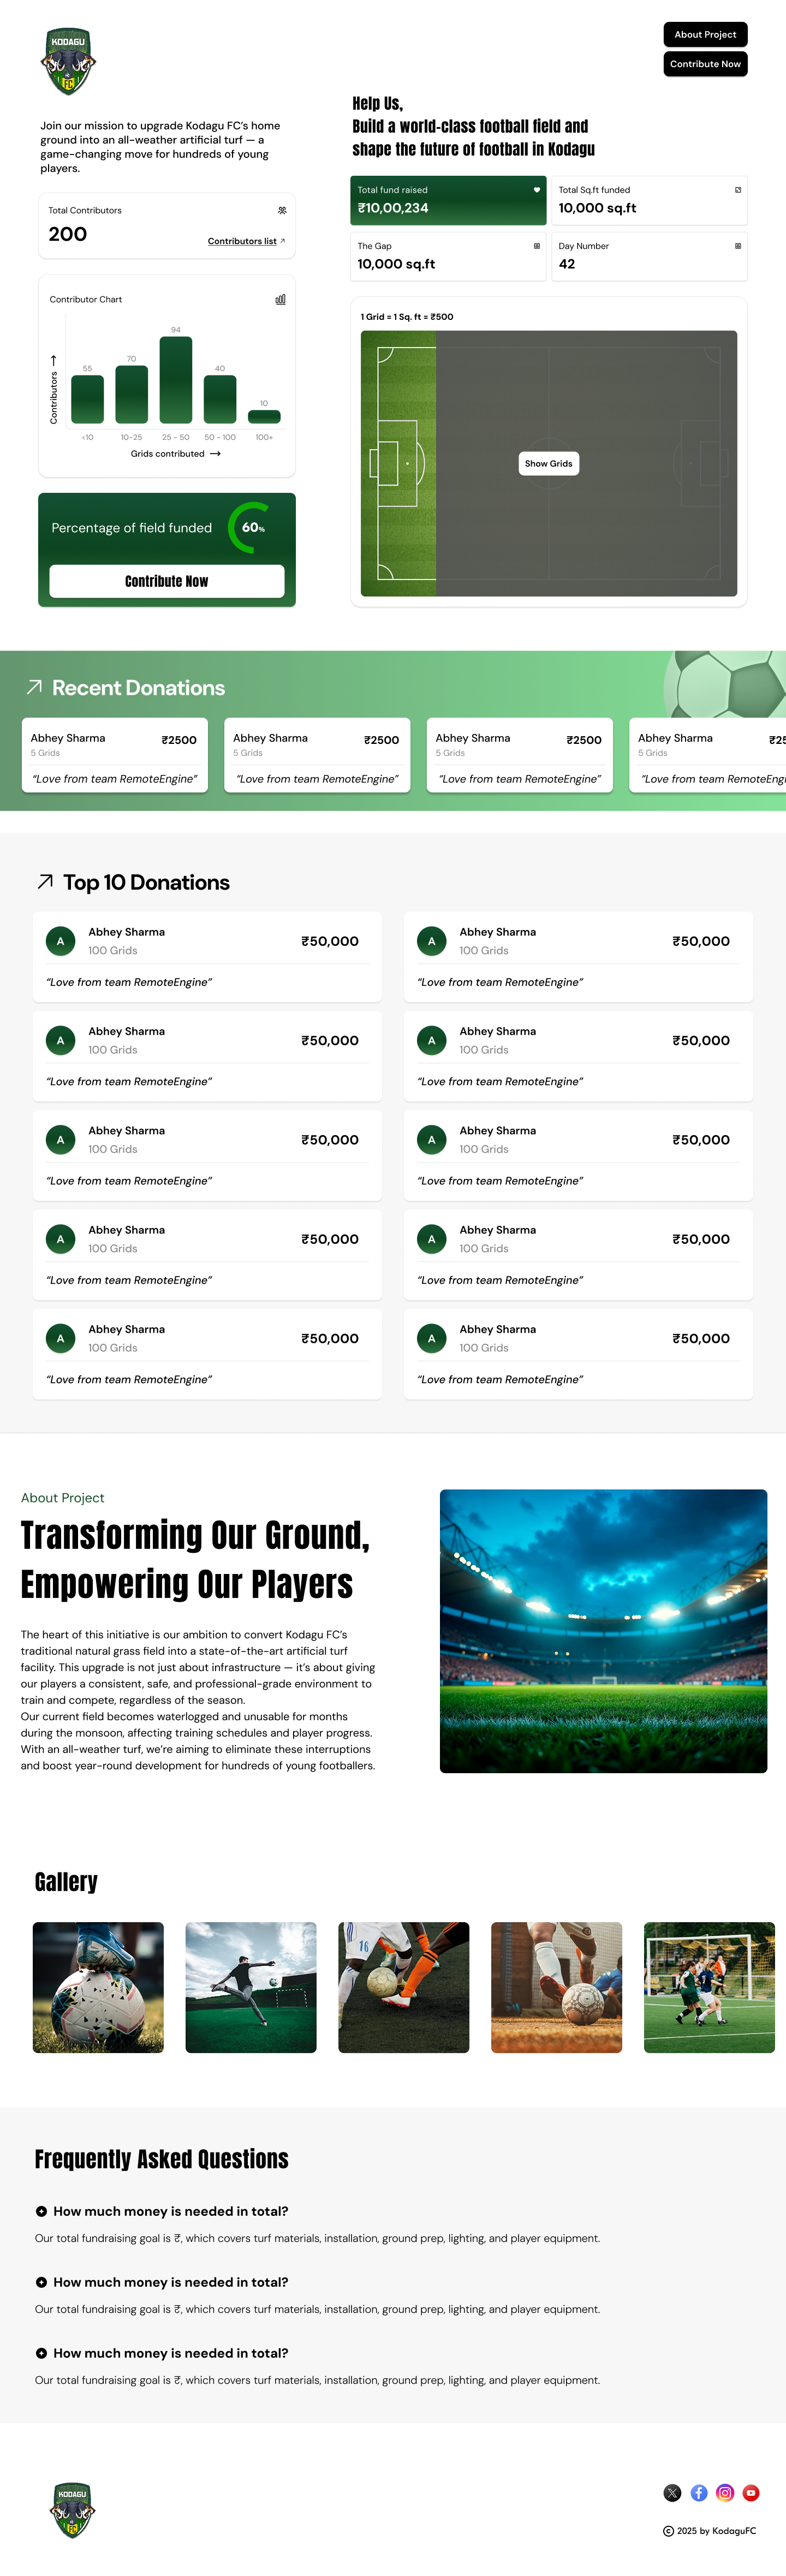 KODAGU
FC
About Project
Contribute Now
Join our mission to upgrade Kodagu FC’s home
ground into an all-weather artificial turf — a
game-changing move for hundreds of young
players.
Total Contributors
200
Contributors list
Contributor Chart
94
70
55
40
10
Contributors
<10
10-25
25 - 50
50 - 100
100+
Grids contributed
Percentage of field funded
60%
Contribute Now
Help Us,
Build a world-class football field and
shape the future of football in Kodagu
Total fund raised
₹10,00,234
Total Sq.ft funded
10,000 sq.ft
The Gap
10,000 sq.ft
Day Number
42
1 Grid = 1 Sq. ft = ₹500
Show Grids
Recent Donations
Abhey Sharma
₹2500
5 Grids
“Love from team RemoteEngine”
Abhey Sharma
₹2500
5 Grids
“Love from team RemoteEngine”
Abhey Sharma
₹2500
5 Grids
“Love from team RemoteEngine”
Abhey Sharma
5 Grids
“Love from team
Top 10 Donations
Abhey Sharma
₹50,000
100 Grids
“Love from team RemoteEngine”
Abhey Sharma
₹50,000
100 Grids
“Love from team RemoteEngine”
A
A
Abhey Sharma
₹50,000
100 Grids
“Love from team RemoteEngine”
Abhey Sharma
₹50,000
100 Grids
“Love from team RemoteEngine”
A
A
Abhey Sharma
₹50,000
100 Grids
“Love from team RemoteEngine”
Abhey Sharma
₹50,000
100 Grids
“Love from team RemoteEngine”
A
A
Abhey Sharma
₹50,000
100 Grids
“Love from team RemoteEngine”
Abhey Sharma
₹50,000
100 Grids
“Love from team RemoteEngine”
A
A
Abhey Sharma
₹50,000
100 Grids
“Love from team RemoteEngine”
Abhey Sharma
₹50,000
100 Grids
“Love from team RemoteEngine”
A
A
About Project
Transforming Our Ground,
Empowering Our Players
The heart of this initiative is our ambition to convert Kodagu FC’s
traditional natural grass field into a state-of-the-art artificial turf
facility. This upgrade is not just about infrastructure — it’s about giving
our players a consistent, safe, and professional-grade environment to
train and compete, regardless of the season.
Our current field becomes waterlogged and unusable for months
during the monsoon, affecting training schedules and player progress.
With an all-weather turf, we’re aiming to eliminate these interruptions
and boost year-round development for hundreds of young footballers.
Gallery
16
Frequently Asked Questions
How much money is needed in total?
Our total fundraising goal is ₹, which covers turf materials, installation, ground prep, lighting, and player equipment.
How much money is needed in total?
Our total fundraising goal is ₹, which covers turf materials, installation, ground prep, lighting, and player equipment.
How much money is needed in total?
Our total fundraising goal is ₹, which covers turf materials, installation, ground prep, lighting, and player equipment.
KODAGU
FC
© 2025 by KodaguFC